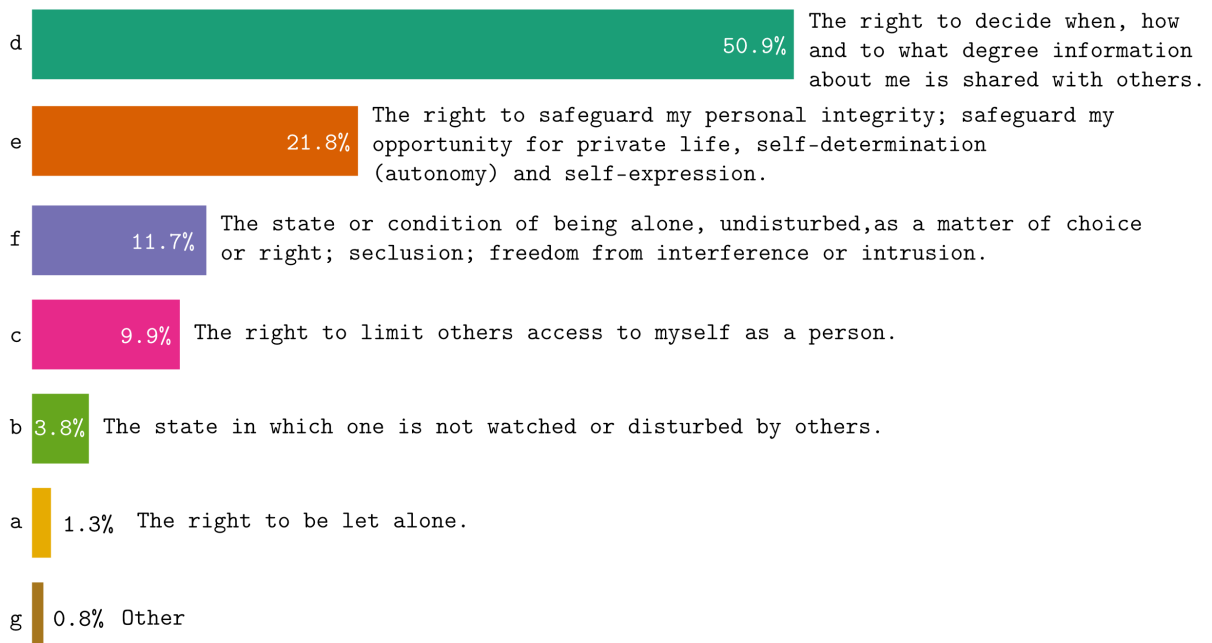 d 50.9% The right to decide when, how
and to what degree information
about me is shared with others.
e 21.8% The right to safeguard my personal integrity; safeguard my
opportunity for private life, self-determination
(autonomy) and self-expression.
f 11.7% The state or condition of being alone, undisturbed,as a matter of choice
or right; seclusion; freedom from interference or intrusion.
c 9.9% The right to limit others access to myself as a person.
b 3.8% The state in which one is not watched or disturbed by others.
a 1.3% The right to be let alone.
g 0.8% Other